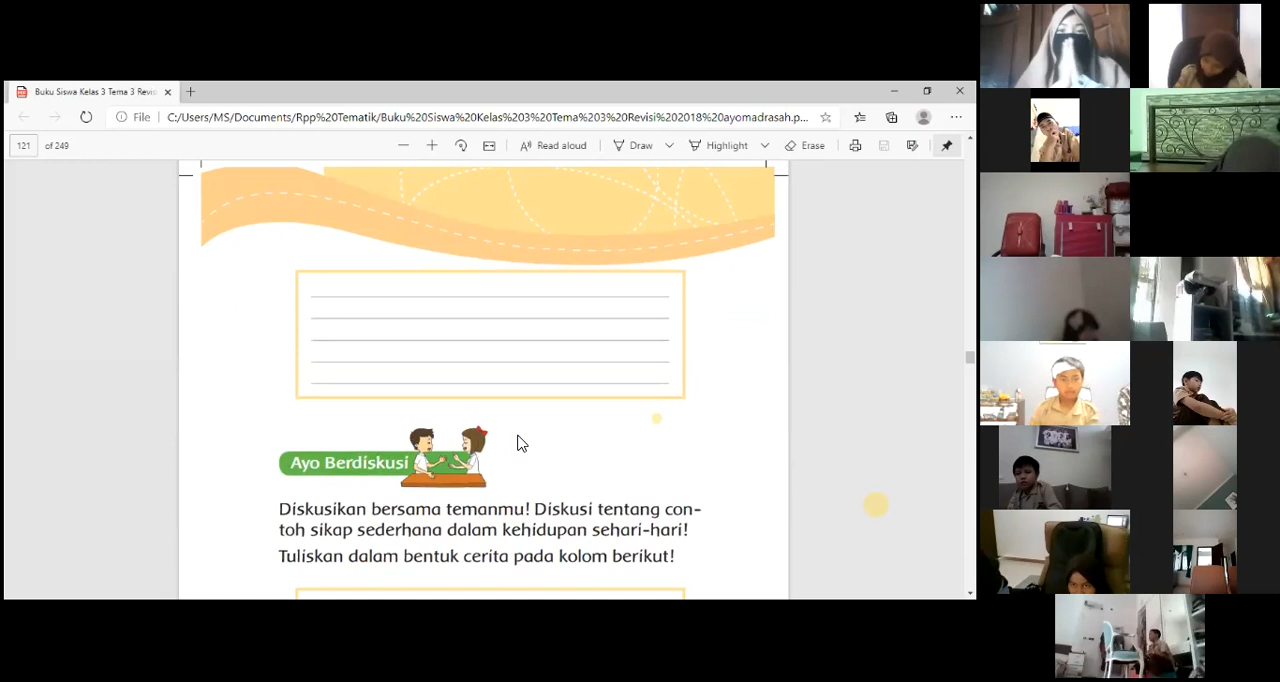 Buku Siswa Kelas 3 Tema 3 Revis
File
C:/Users/MS/Documents/Rpp%20Tematik/Buku%20Siswa%20Kelas%203%20Tema%203%20Revisi%202018%20ayomadrasah.p...
121 of 249
Read aloud
Draw
Highlight
Erase
Ayo Berdiskusi
Diskusikan bersama temanmu! Diskusi tentang con-
toh sikap sederhana dalam kehidupan sehari-hari!
Tuliskan dalam bentuk cerita pada kolom berikut!